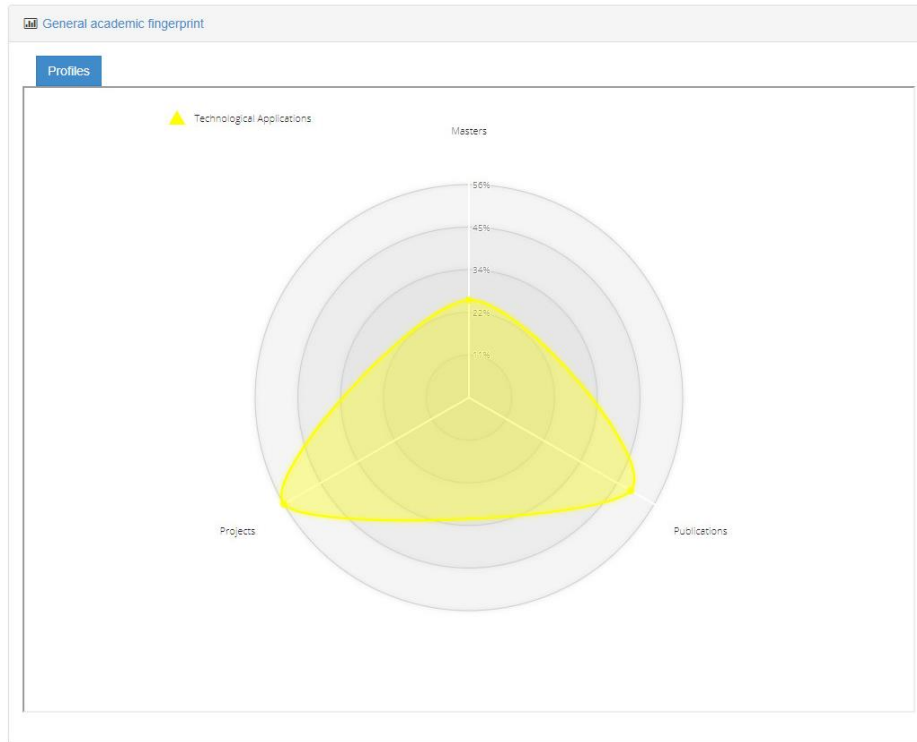 General academic fingerprint
Profiles
Technological Applications
Masters
56%
45%
34%
22%
11%
Projects
Publications